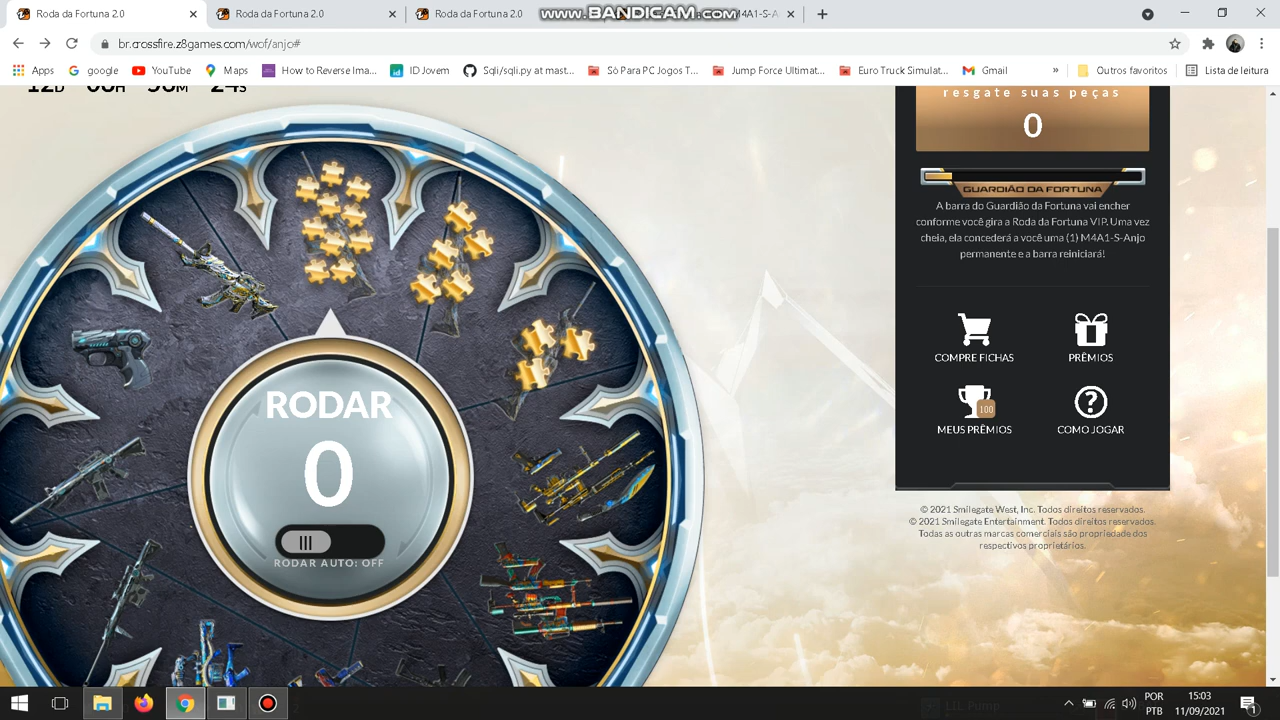 Roda da Fortuna 2.0
Roda da Fortuna 2.0
Roda da Fortuna 2.0
www.BANDICAM.com
M4A1-S-A
br.crossfire.z8games.com/wof/anjo#
Apps
google
YouTube
Maps
How to Reverse Ima...
ID Jovem
Sqli/sqli.py at mast...
Só Para PC Jogos T...
Jump Force Ultimat...
Euro Truck Simulat...
Gmail
»
Outros favoritos
Lista de leitura
resgate suas peças
0
GUARDIÃO DA FORTUNA
A barra do Guardião da Fortuna vai encher
conforme você gira a Roda da Fortuna VIP. Uma vez
cheia, ela concederá a você uma (1) M4A1-S-Anjo
permanente e a barra reiniciará!
COMPRE FICHAS
PRÊMIOS
100
MEUS PRÊMIOS
COMO JOGAR
RODAR
0
RODAR AUTO: OFF
© 2021 Smilegate West, Inc. Todos direitos reservados.
© 2021 Smilegate Entertainment. Todos direitos reservados.
Todas as outras marcas comerciais são propriedade dos
respectivos proprietários.
POR
PTB
15:03
11/09/2021
1